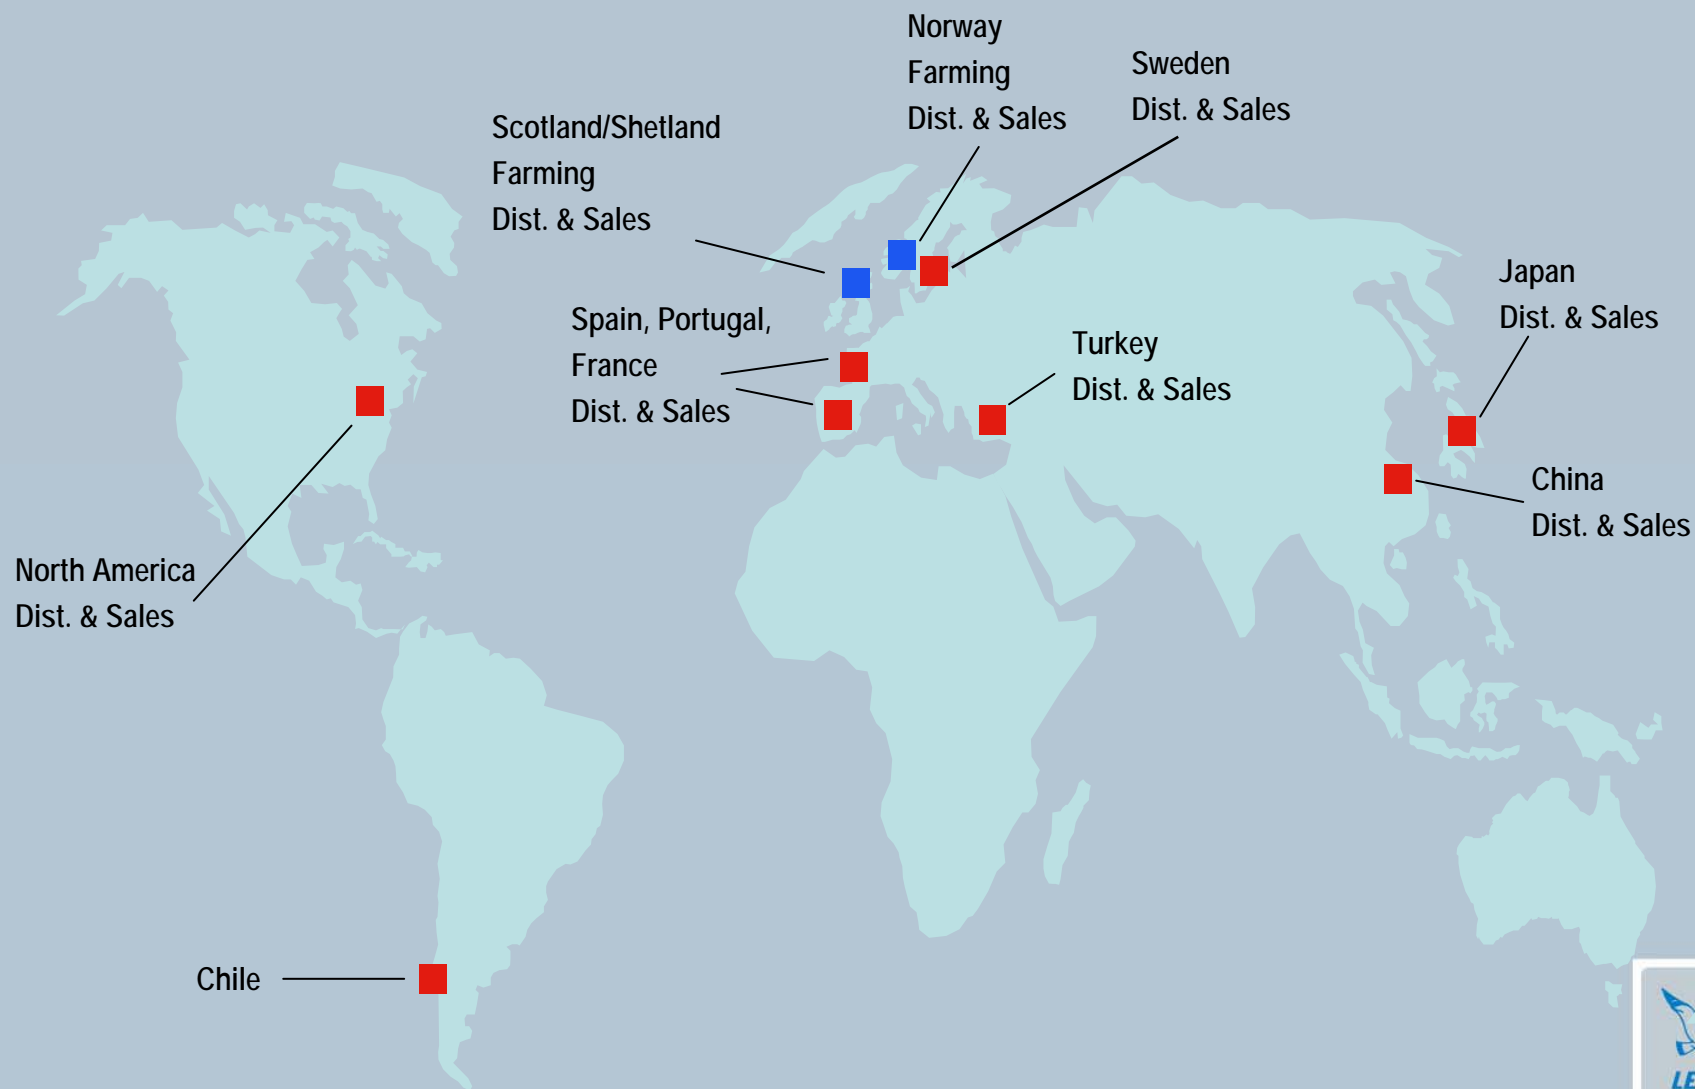 Norway
Farming
Dist. & Sales
Sweden
Dist. & Sales
Scotland/Shetland
Farming
Dist. & Sales
Spain, Portugal,
France
Dist. & Sales
Turkey
Dist. & Sales
Japan
Dist. & Sales
China
Dist. & Sales
North America
Dist. & Sales
Chile